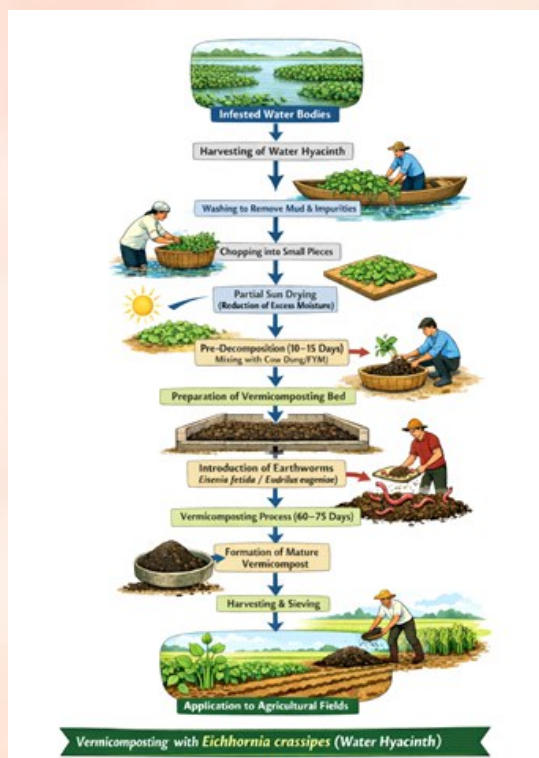 Infested Water Bodies
Harvesting of Water Hyacinth
Washing to Remove Mud & Impurities
Chopping into Small Pieces
Partial Sun Drying
(Reduction of Excess Moisture)
Pre-Decomposition (10–15 Days)
Mixing with Cow Dung/FYM)
Preparation of Vermicomposting Bed
Introduction of Earthworms
Eisenia fetida / Eudrilus eugeniae
Vermicomposting Process (60–75 Days)
Formation of Mature
Vermicompost
Harvesting & Sieving
Application to Agricultural Fields
Vermicomposting with Eichhornia crassipes (Water Hyacinth)